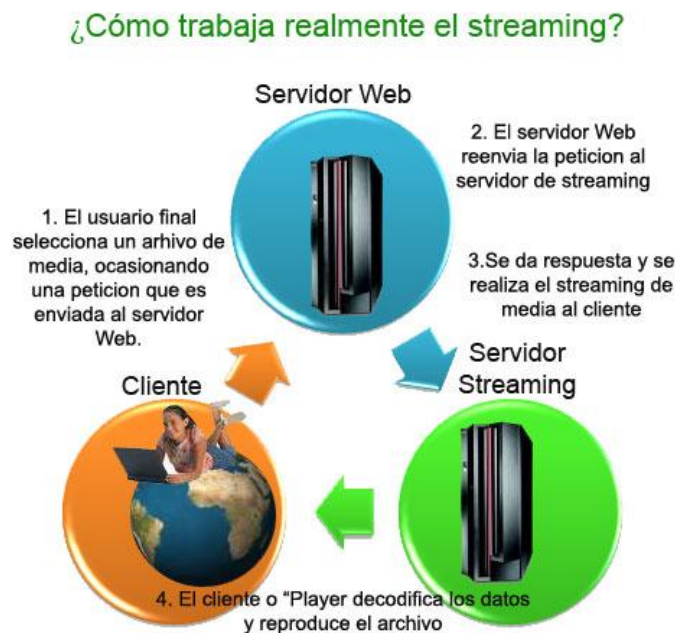 ¿Cómo trabaja realmente el streaming?
Servidor Web
2. El servidor Web
reenvia la peticion al
servidor de streaming
1. El usuario final
selecciona un arhivo de
media, ocasionando
una peticion que es
enviada al servidor
Web.
3.Se da respuesta y se
realiza el streaming de
media al cliente
Servidor
Streaming
Cliente
4. El cliente o “Player decodifica los datos
y reproduce el archivo